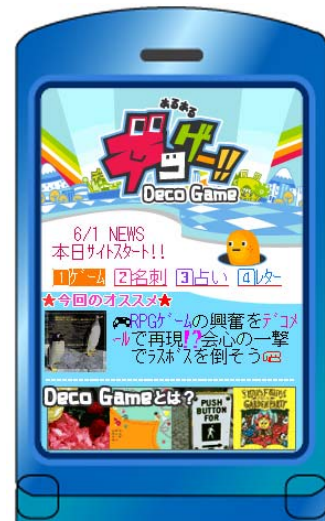 あるある
デコゲー!!
Deco Game
6/1 NEWS
本日サイトスタート!!
1ゲーム 2名刺 3占い 4レター
★今回のオススメ★
RPGゲームの興奮をデコメ
ールで再現!?会心の一撃
でラスボスを倒そう
Deco Gameとは?
PUSH
BUTTON
FOR